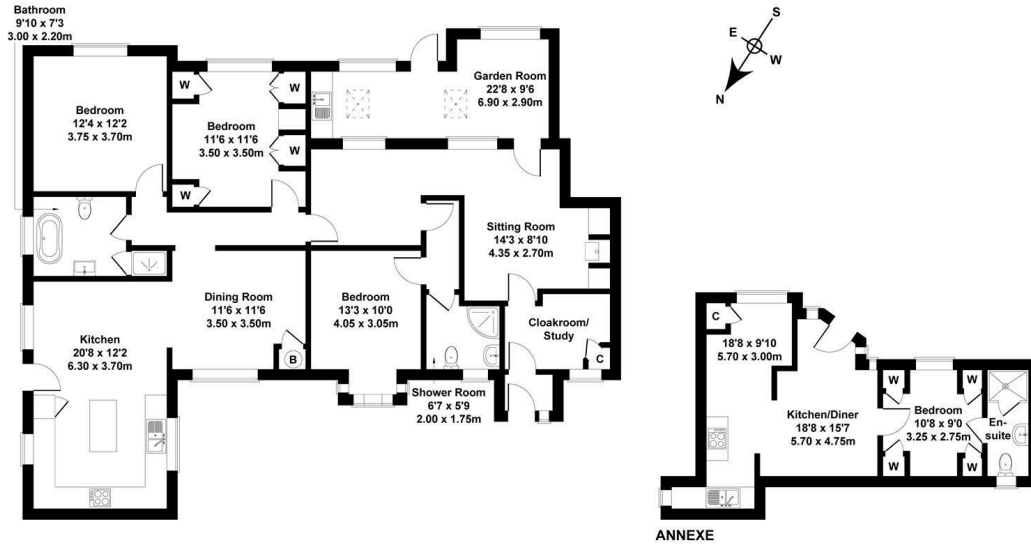 Bathroom
9'10 x 7'3
3.00 x 2.20m
S
E
W
N
Bedroom
12'4 x 12'2
3.75 x 3.70m
W
W
Bedroom
11'6 x 11'6
3.50 x 3.50m
W
W
Garden Room
22'8 x 9'6
6.90 x 2.90m
Sitting Room
14'3 x 8'10
4.35 x 2.70m
Dining Room
11'6 x 11'6
3.50 x 3.50m
B
Bedroom
13'3 x 10'0
4.05 x 3.05m
Cloakroom/
Study
C
Kitchen
20'8 x 12'2
6.30 x 3.70m
Shower Room
6'7 x 5'9
2.00 x 1.75m
C
18'8 x 9'10
5.70 x 3.00m
Kitchen/Diner
18'8 x 15'7
5.70 x 4.75m
W
W
Bedroom
10'8 x 9'0
3.25 x 2.75m
W
W
En-
suite
ANNEXE